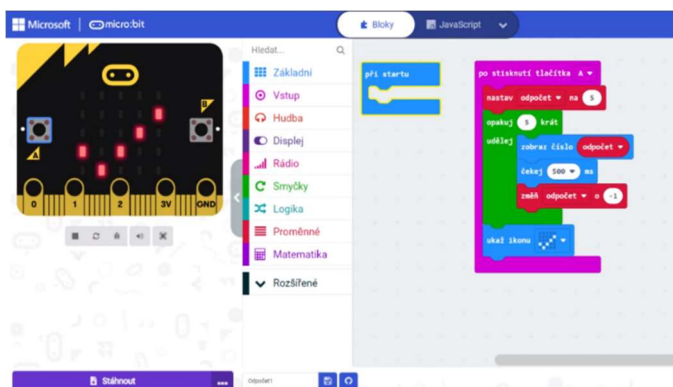 Microsoft
micro:bit
Bloky
JavaScript
Hledat...
A
B
0 1 2 3V GND
Základní
Vstup
Hudba
Displej
Rádio
Smyčky
Logika
Proměnné
Matematika
Rozšířené
při startu
po stisknutí tlačítka A
nastav odpočet na 5
opakuj 5 krát
udělej
zobraz číslo odpočet
čekej 500 ms
změň odpočet o -1
ukaž ikonu
Stáhnout
...
Odpočet1